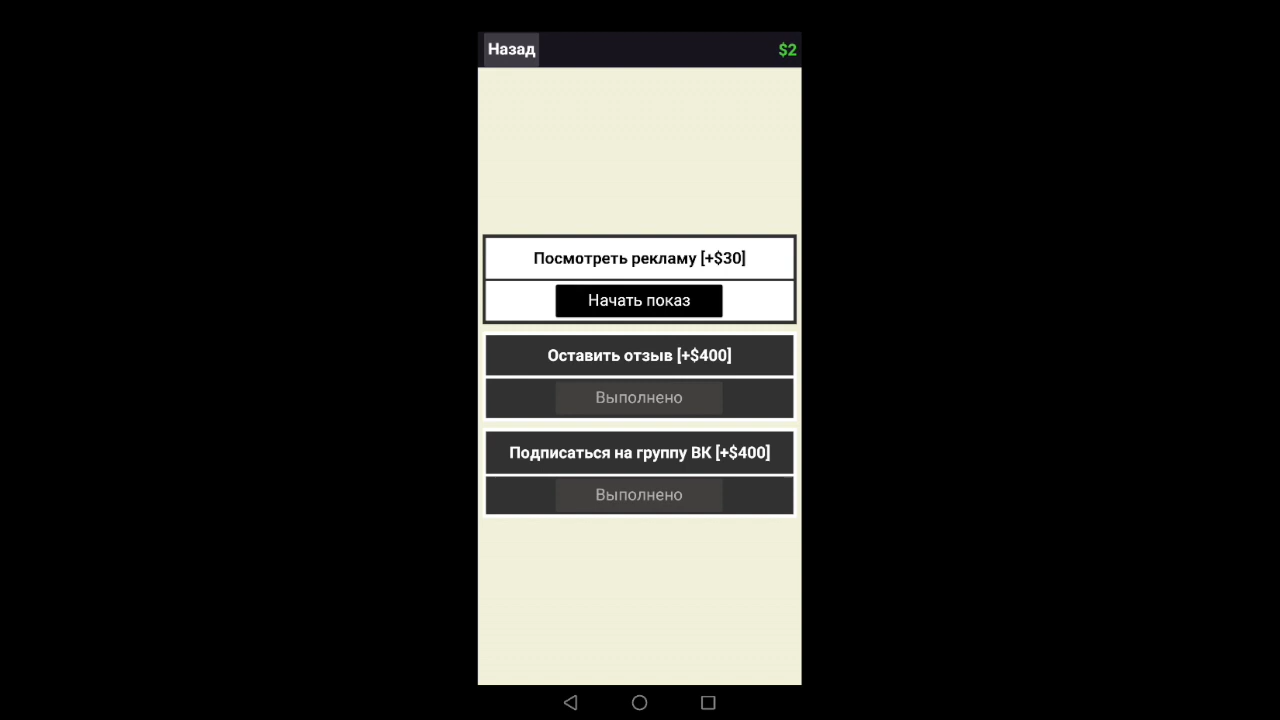 Назад
$2
Посмотреть рекламу [+$30]
Начать показ
Оставить отзыв [+$400]
Выполнено
Подписаться на группу ВК [+$400]
Выполнено